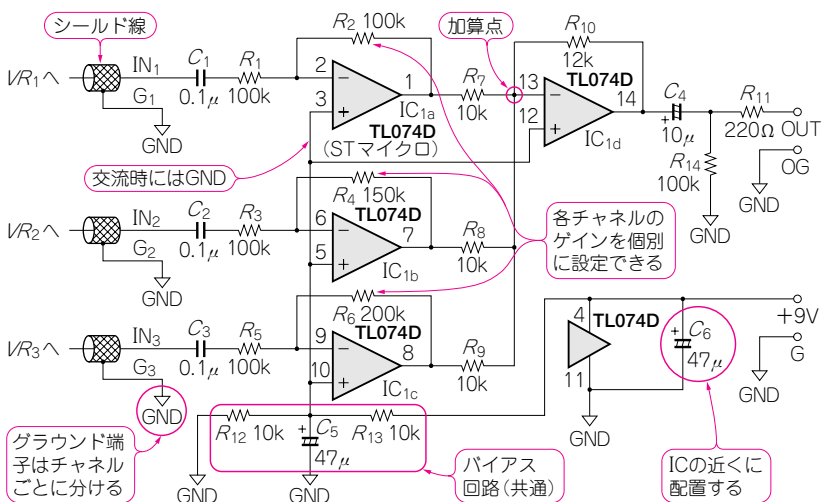 シールド線
R2 100k
加算点
R10
12k
TL074D
VR1へ
IN1
G1
GND
C1
0.1μ
R1
100k
2
3
1
IC1a
TL074D
(STマイクロ)
R7
10k
13
12
14
IC1d
C4
+
10μ
R11
220Ω
OUT
OG
GND
R14
100k
GND
交流時にはGND
VR2へ
IN2
G2
GND
C2
0.1μ
R3
100k
R4 150k
TL074D
6
5
7
IC1b
R8
10k
各チャネルの
ゲインを個別
に設定できる
VR3へ
IN3
G3
GND
C3
0.1μ
R5
100k
R6 200k
TL074D
9
10
8
IC1c
R9
10k
4
11
TL074D
GND
+
C6
47μ
+9V
G
GND
R12 10k
GND
+
C5
47μ
GND
R13 10k
グラウンド端
子はチャネル
ごとに分ける
バイアス
回路(共通)
ICの近くに
配置する